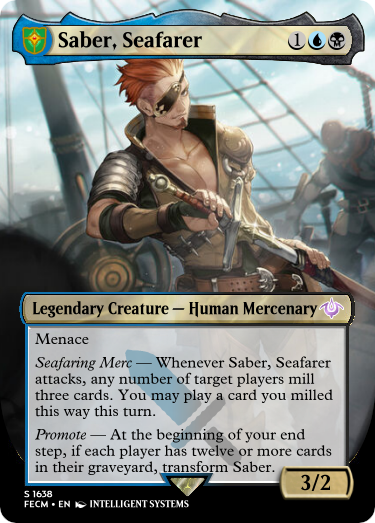 Saber, Seafarer 1
Legendary Creature — Human Mercenary
Menace
Seafaring Merc — Whenever Saber, Seafarer
attacks, any number of target players mill
three cards. You may play a card you milled
this way this turn.
Promote — At the beginning of your end
step, if each player has twelve or more cards
in their graveyard, transform Saber.
3/2
S 1638
FECM • EN INTELLIGENT SYSTEMS